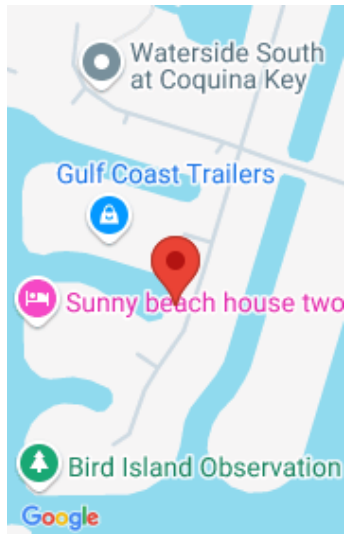 Waterside South
at Coquina Key
Gulf Coast Trailers
Sunny beach house two
Bird Island Observation
Google